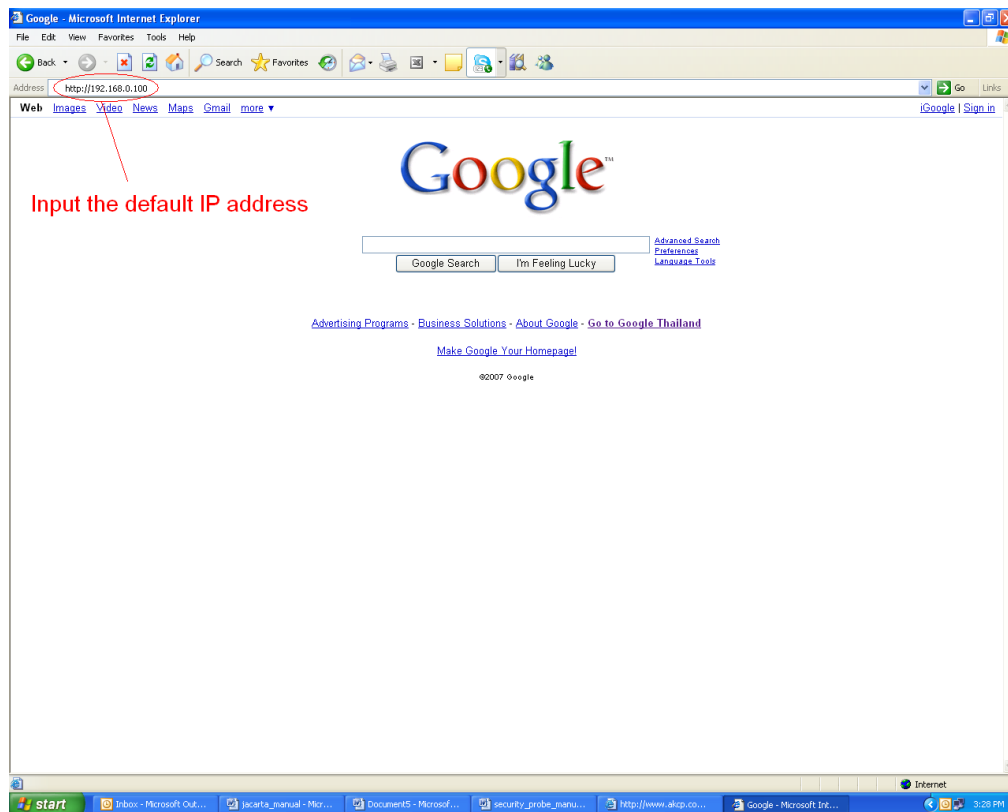 Google - Microsoft Internet Explorer
File Edit View Favorites Tools Help
Back Search Favorites
Address http://192.168.0.100 Go Links
Web Images Video News Maps Gmail more ▼ iGoogle | Sign in
Google™
Input the default IP address
Advanced Search
Preferences
Language Tools
Google Search I'm Feeling Lucky
Advertising Programs - Business Solutions - About Google - Go to Google Thailand
Make Google Your Homepage!
©2007 Google
Internet
start Inbox - Microsoft Out... jacarta_manual - Micr... Document5 - Microsof... security_probe_manu... http://www.akcp.co... Google - Microsoft Int... 3:28 PM